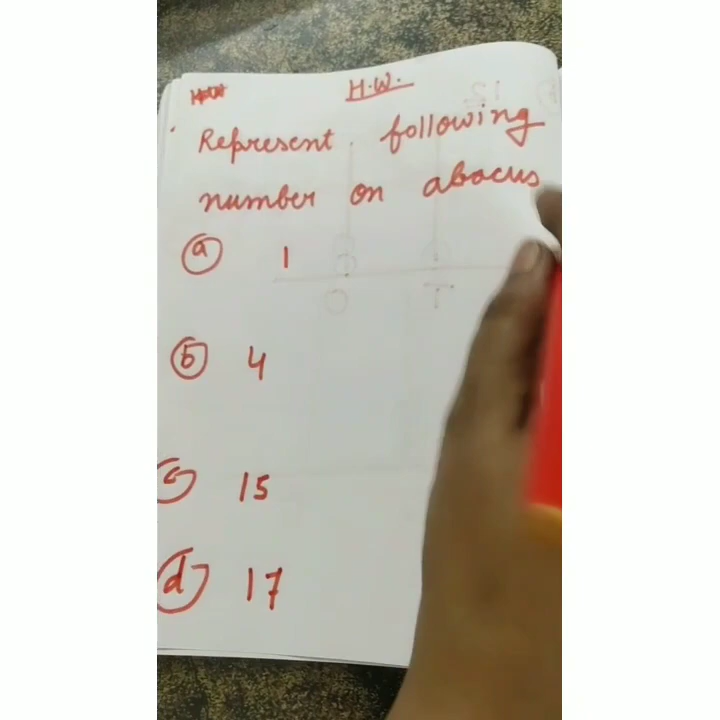 H.W.
Represent following
number on abacus
a 1
b 4
c 15
d 17